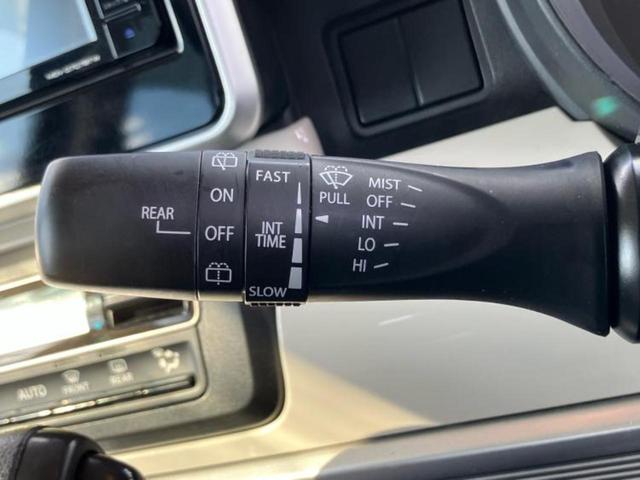 REAR
ON
OFF
FAST
INT
TIME
SLOW
PULL
MIST
OFF
INT
LO
HI
AUTO
FRONT
REAR